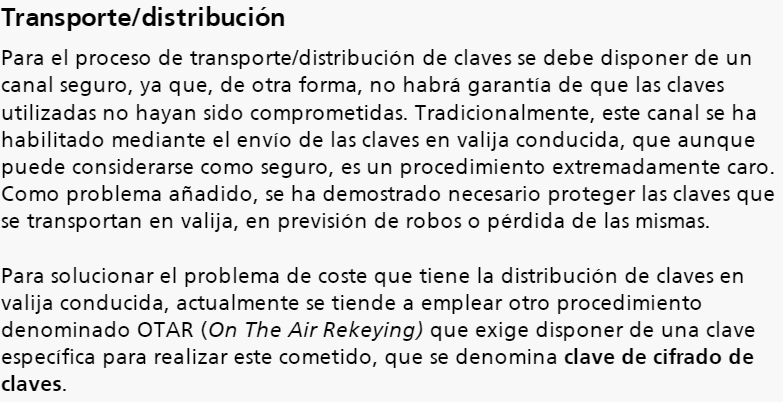 Transporte/distribución
Para el proceso de transporte/distribución de claves se debe disponer de un
canal seguro, ya que, de otra forma, no habrá garantía de que las claves
utilizadas no hayan sido comprometidas. Tradicionalmente, este canal se ha
habilitado mediante el envío de las claves en valija conducida, que aunque
puede considerarse como seguro, es un procedimiento extremadamente caro.
Como problema añadido, se ha demostrado necesario proteger las claves que
se transportan en valija, en previsión de robos o pérdida de las mismas.
Para solucionar el problema de coste que tiene la distribución de claves en
valija conducida, actualmente se tiende a emplear otro procedimiento
denominado OTAR (On The Air Rekeying) que exige disponer de una clave
específica para realizar este cometido, que se denomina clave de cifrado de
claves.